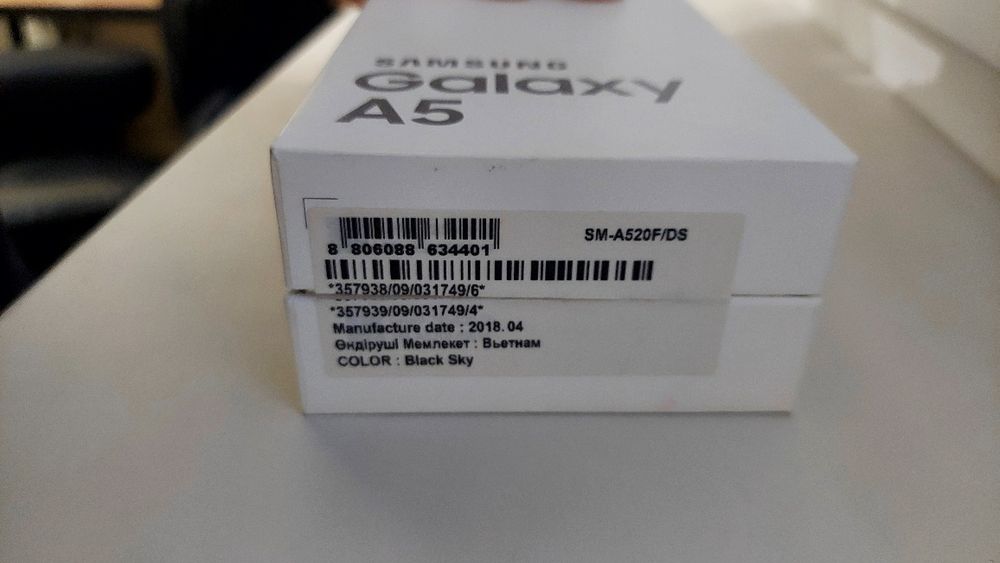 SAMSUNG
Galaxy
A5
SM-A520F/DS
8 806088 634401
*357938/09/031749/6*
*357939/09/031749/4*
Manufacture date : 2018.04
Өндіруші Мемлекет : Вьетнам
COLOR : Black Sky